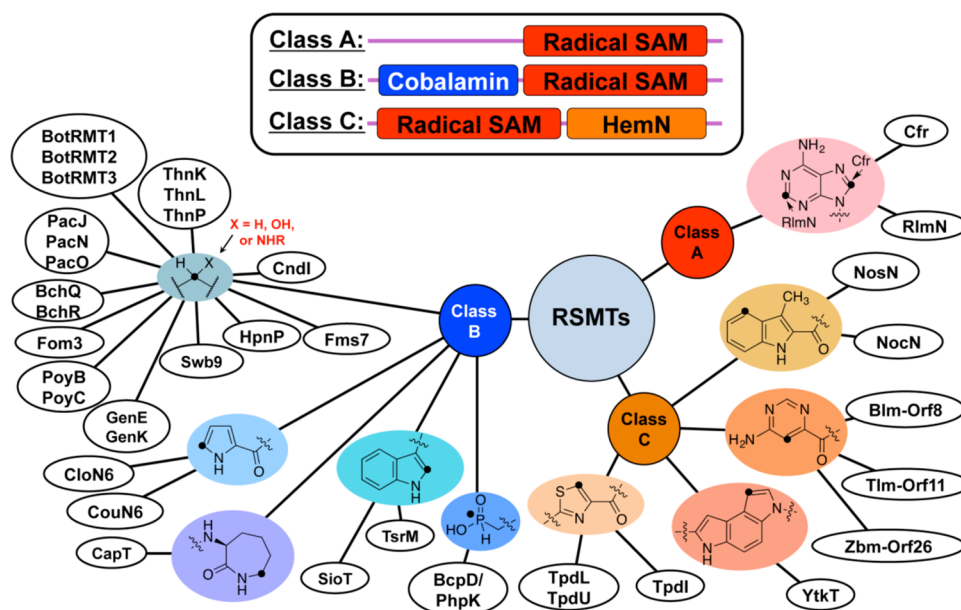 Class A:
Radical SAM
Class B:
Cobalamin
Radical SAM
Class C:
Radical SAM
HemN
BotRMT1
BotRMT2
BotRMT3
ThnK
ThnL
ThnP
X = H, OH,
or NHR
H
X
PacJ
PacN
PacO
CndI
BchQ
BchR
Fom3
PoyB
PoyC
GenE
GenK
Swb9
HpnP
Fms7
Class
B
RSMTs
Class
A
NH2
N
N
N
N
Cfr
RlmN
Cfr
RlmN
NosN
CH3
N
H
O
NocN
Class
C
N
N
H2N
O
Blm-Orf8
Tlm-Orf11
Zbm-Orf26
N
H
O
CloN6
CouN6
CapT
H
N
O
N
H
N
H
SioT
TsrM
O
HO
P
H
BcpD/
PhpK
S
N
O
TpdL
TpdU
TpdI
N
N
H
YtkT